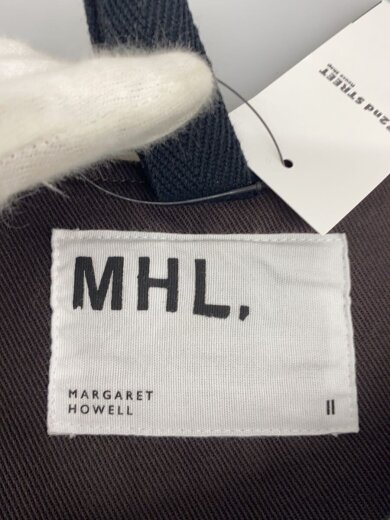 2nd STREET
MHL,
MARGARET
HOWELL
II